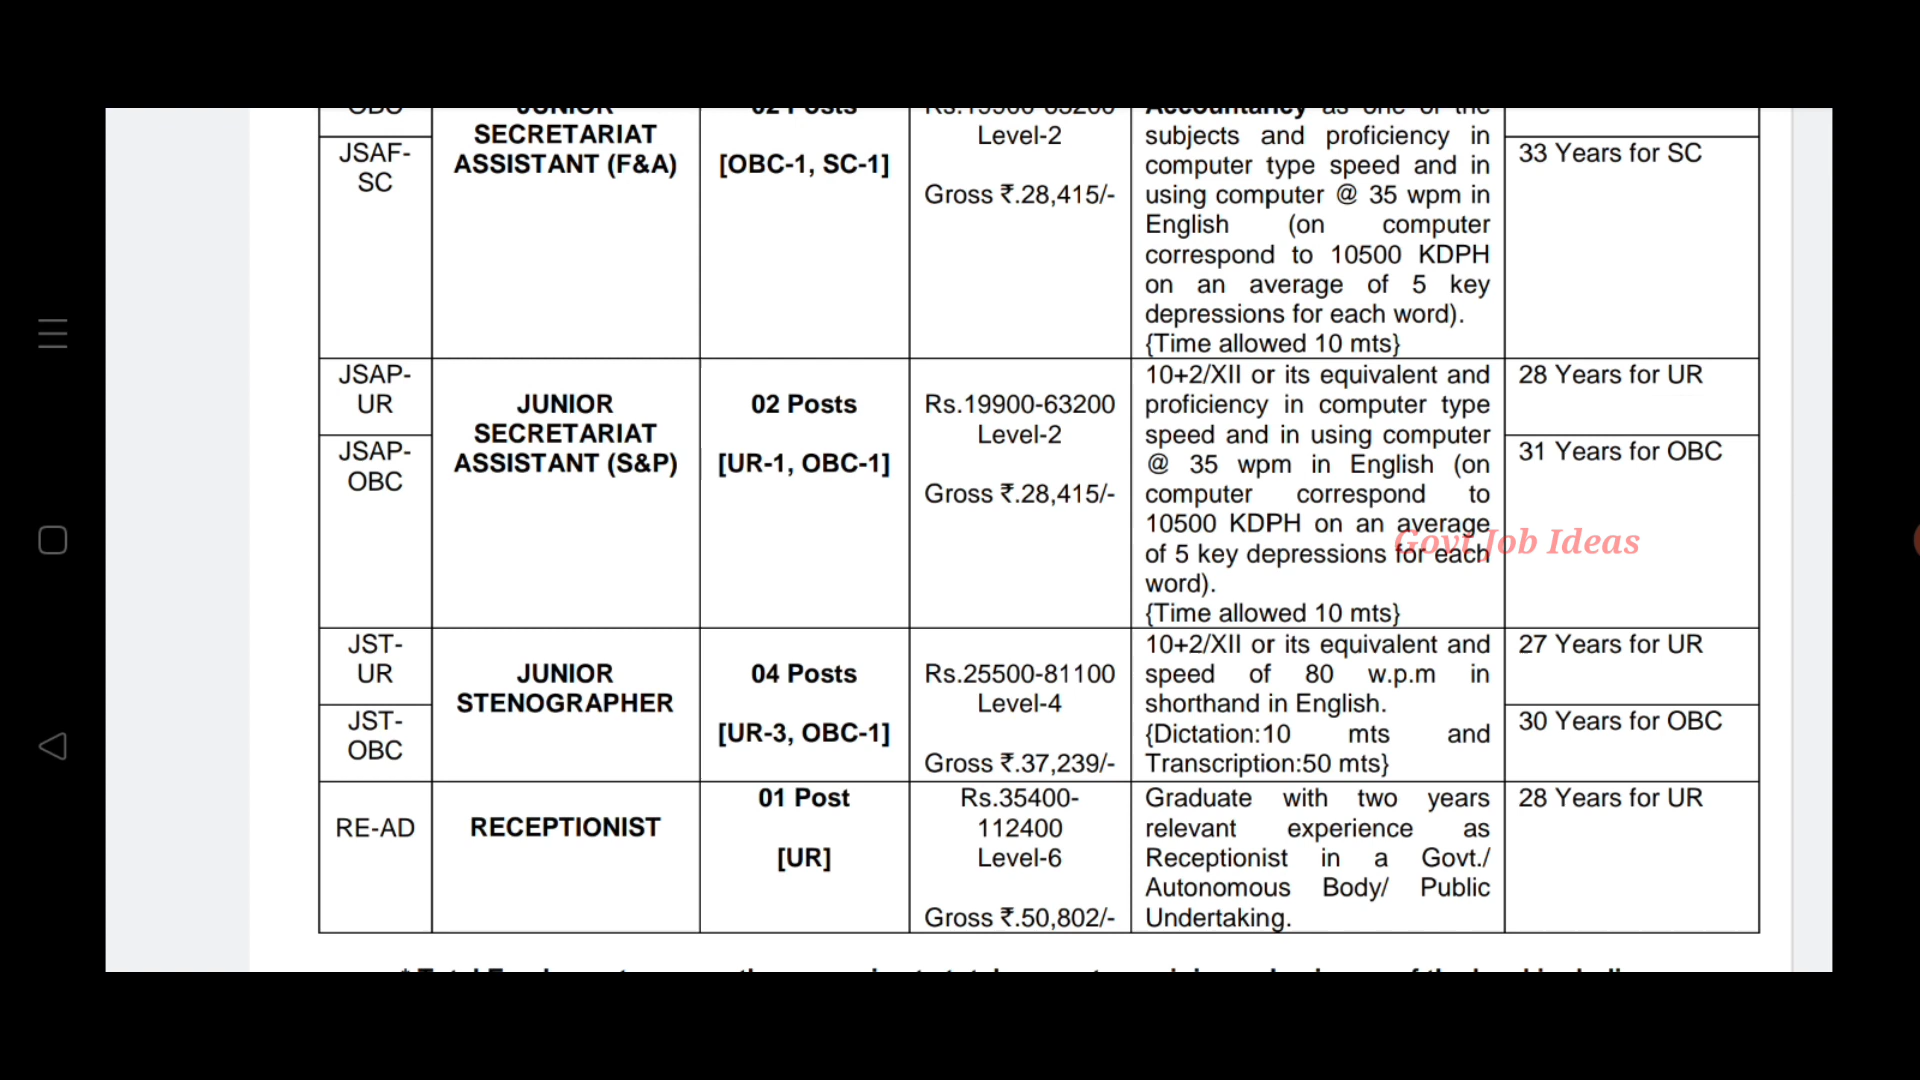 JUNIOR
SECRETARIAT
ASSISTANT (F&A)
02 Posts
[OBC-1, SC-1]
Level-2
Gross ₹.28,415/-
Accountancy as one of the
subjects and proficiency in
computer type speed and in
using computer @ 35 wpm in
English (on computer
correspond to 10500 KDPH
on an average of 5 key
depressions for each word).
{Time allowed 10 mts}
JSAF-
SC
33 Years for SC
JSAP-
UR
JSAP-
OBC
JUNIOR
SECRETARIAT
ASSISTANT (S&P)
02 Posts
[UR-1, OBC-1]
Rs.19900-63200
Level-2
Gross ₹.28,415/-
10+2/XII or its equivalent and
proficiency in computer type
speed and in using computer
@ 35 wpm in English (on
computer correspond to
10500 KDPH on an average
of 5 key depressions for each
word).
{Time allowed 10 mts}
28 Years for UR
31 Years for OBC
Govt Job Ideas
JST-
UR
JST-
OBC
JUNIOR
STENOGRAPHER
04 Posts
[UR-3, OBC-1]
Rs.25500-81100
Level-4
Gross ₹.37,239/-
10+2/XII or its equivalent and
speed of 80 w.p.m in
shorthand in English.
{Dictation:10 mts and
Transcription:50 mts}
27 Years for UR
30 Years for OBC
RE-AD
RECEPTIONIST
01 Post
[UR]
Rs.35400-
112400
Level-6
Gross ₹.50,802/-
Graduate with two years
relevant experience as
Receptionist in a Govt./
Autonomous Body/ Public
Undertaking.
28 Years for UR